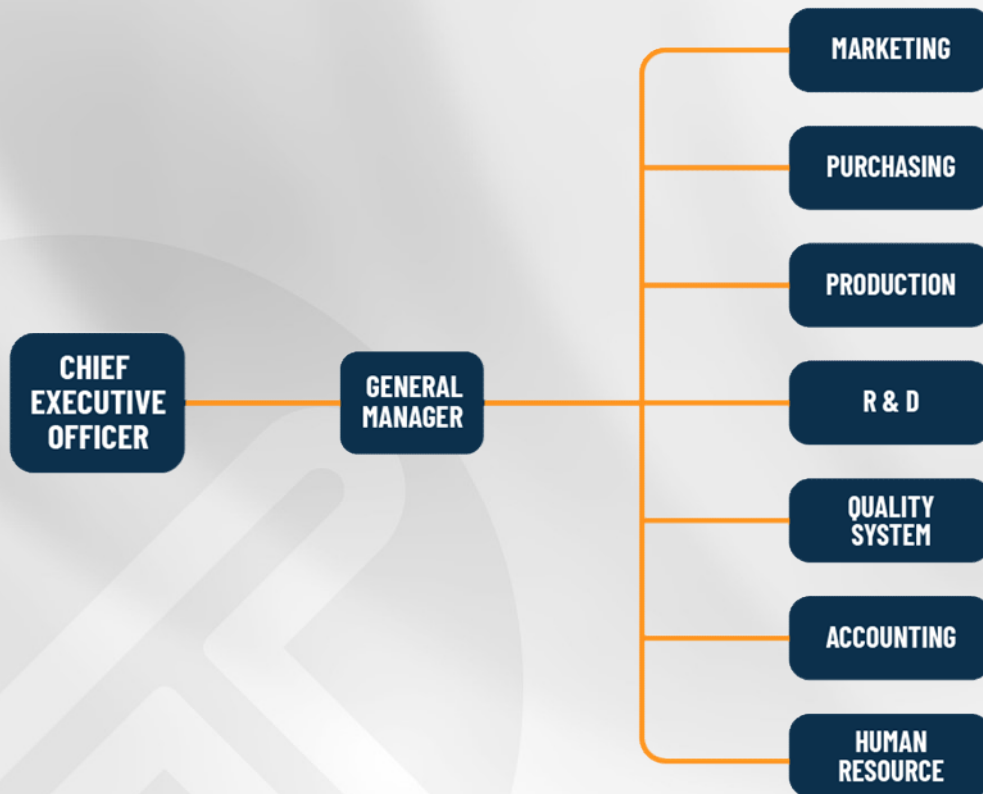 CHIEF
EXECUTIVE
OFFICER
GENERAL
MANAGER
MARKETING
PURCHASING
PRODUCTION
R & D
QUALITY
SYSTEM
ACCOUNTING
HUMAN
RESOURCE